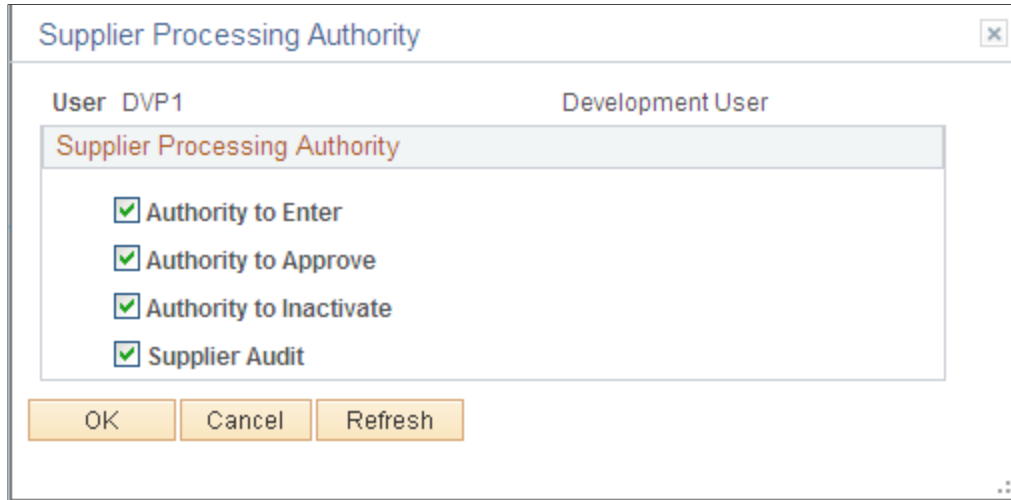 Supplier Processing Authority
User DVP1 Development User
Supplier Processing Authority
Authority to Enter
Authority to Approve
Authority to Inactivate
Supplier Audit
OK Cancel Refresh